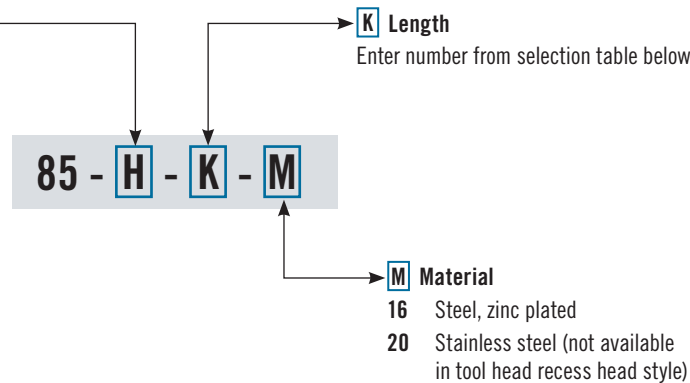 K Length
Enter number from selection table below
85 - H - K - M
M Material
16 Steel, zinc plated
20 Stainless steel (not available
in tool head recess head style)